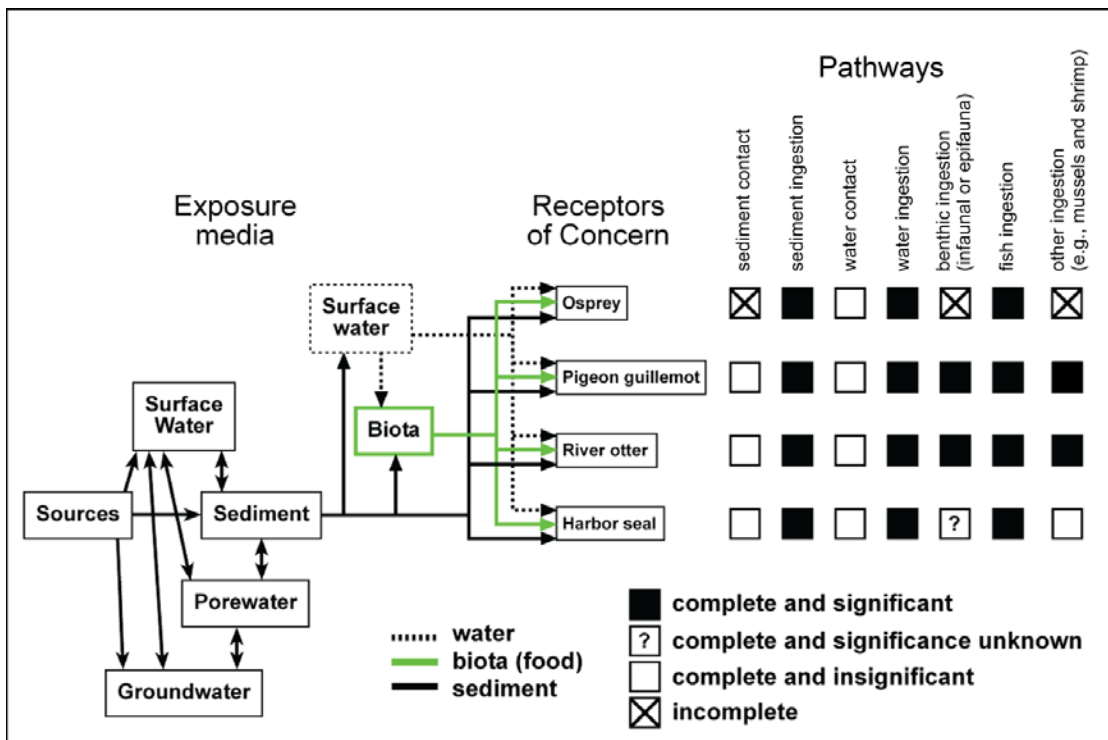 Pathways
sediment contact
sediment ingestion
water contact
water ingestion
benthic ingestion
(infaunal or epifauna)
fish ingestion
other ingestion
(e.g., mussels and shrimp)
Exposure
media
Receptors
of Concern
Surface
water
Osprey
Pigeon guillemot
Surface
Water
Biota
River otter
Sources
Sediment
Harbor seal
?
Porewater
Groundwater
water
biota (food)
sediment
complete and significant
? complete and significance unknown
complete and insignificant
incomplete